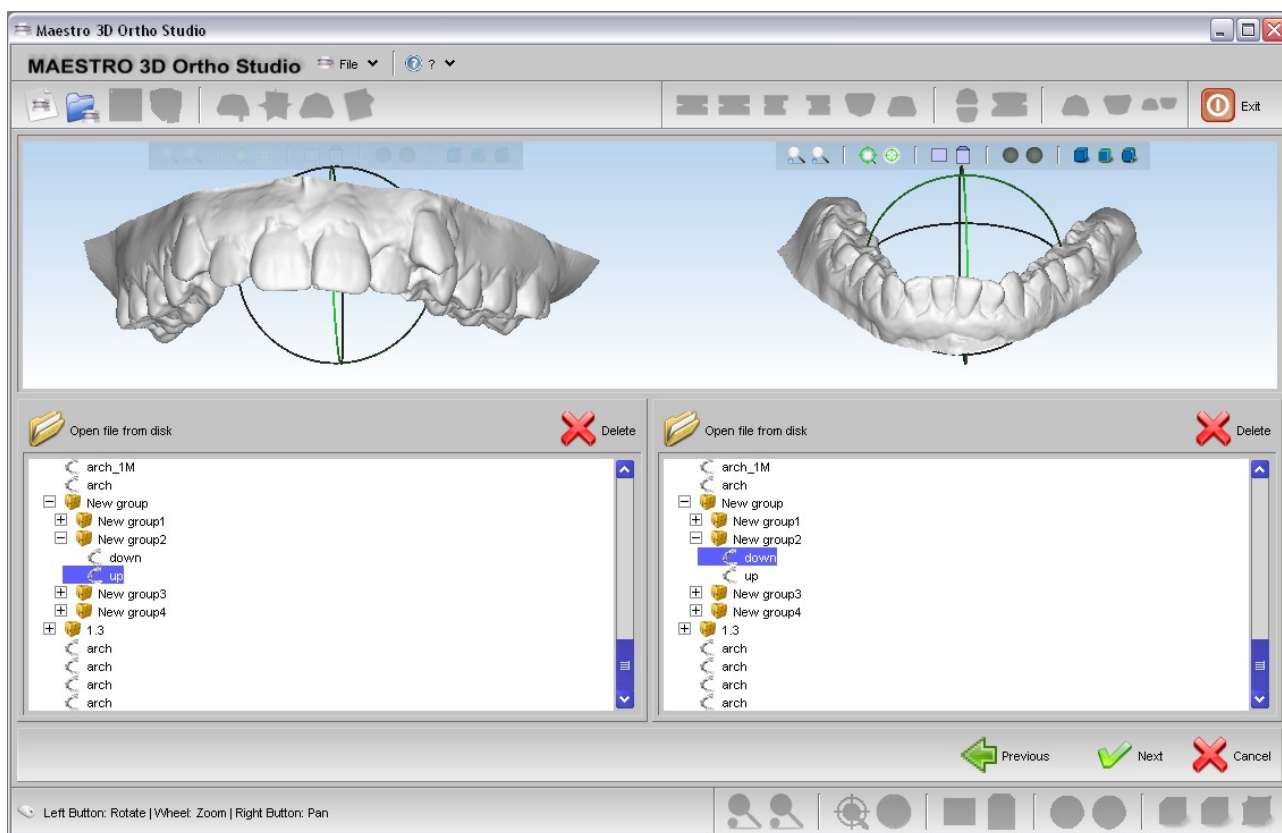 Maestro 3D Ortho Studio
MAESTRO 3D Ortho Studio File ? 
Exit
Open file from disk Delete
arch_1M
arch
New group
New group1
New group2
down
up
New group3
New group4
1.3
arch
arch
arch
arch
Open file from disk Delete
arch_1M
arch
New group
New group1
New group2
down
up
New group3
New group4
1.3
arch
arch
arch
arch
Previous Next Cancel
Left Button: Rotate | Wheel: Zoom | Right Button: Pan